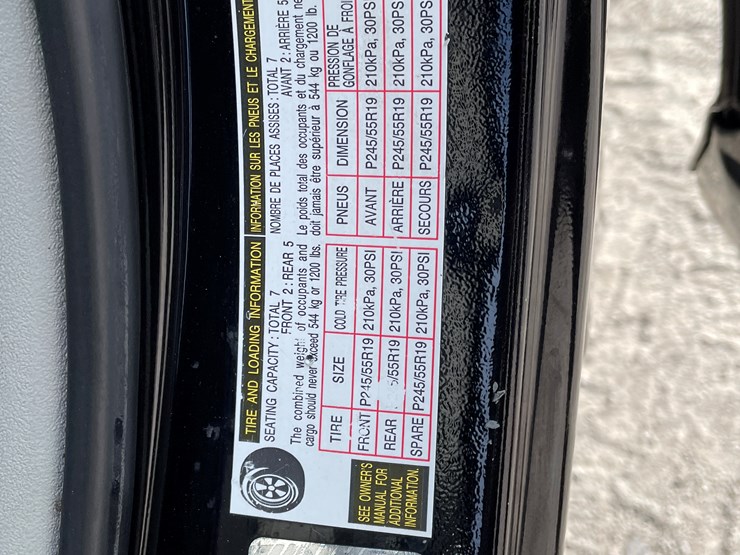 TIRE AND LOADING INFORMATION
SEATING CAPACITY : TOTAL 7
FRONT 2 : REAR 5
The combined weight of occupants and
cargo should never exceed 544 kg or 1200 lbs.
TIRE SIZE COLD TIRE PRESSURE
FRONT P245/55R19 210kPa, 30PSI
REAR /55R19 210kPa, 30PSI
SPARE P245/55R19 210kPa, 30PSI
SEE OWNER'S
MANUAL FOR
ADDITIONAL
INFORMATION.
INFORMATION SUR LES PNEUS ET LE CHARGEMENT
NOMBRE DE PLACES ASSISES : TOTAL 7
AVANT 2 : ARRIÈRE 5
Le poids total des occupants et du chargement ne
doit jamais être supérieur à 544 kg ou 1200 lb.
PNEUS DIMENSION PRESSION DE
GONFLAGE À FROI
AVANT P245/55R19 210kPa, 30PSI
ARRIÈRE P245/55R19 210kPa, 30PSI
SECOURS P245/55R19 210kPa, 30PSI